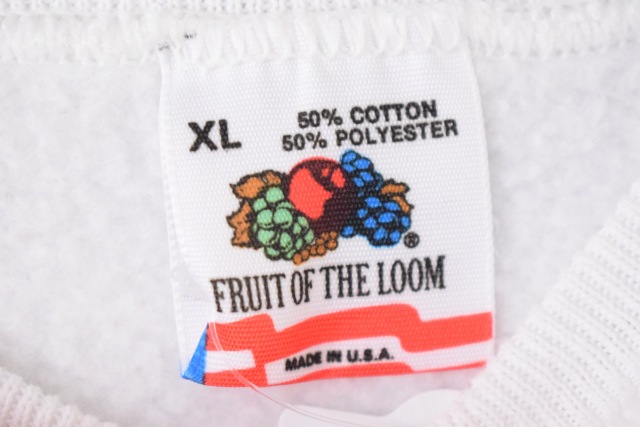 XL
50% COTTON
50% POLYESTER
®
FRUIT OF THE LOOM
MADE IN U.S.A.